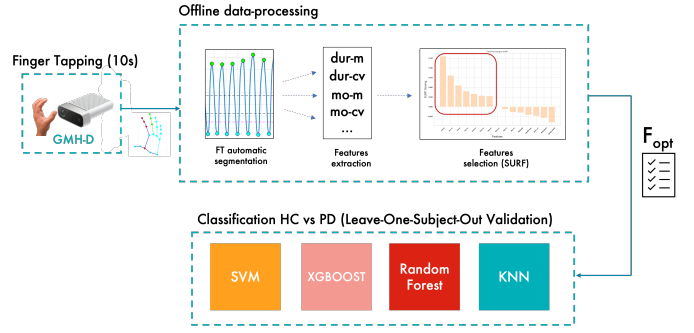 Offline data-processing
Finger Tapping (10s)
GMH-D
dur-m
dur-cv
mo-m
mo-cv
...
FT automatic
segmentation
Features
extraction
Features
selection (SURF)
Fopt
Classification HC vs PD (Leave-One-Subject-Out Validation)
SVM
XGBOOST
Random
Forest
KNN